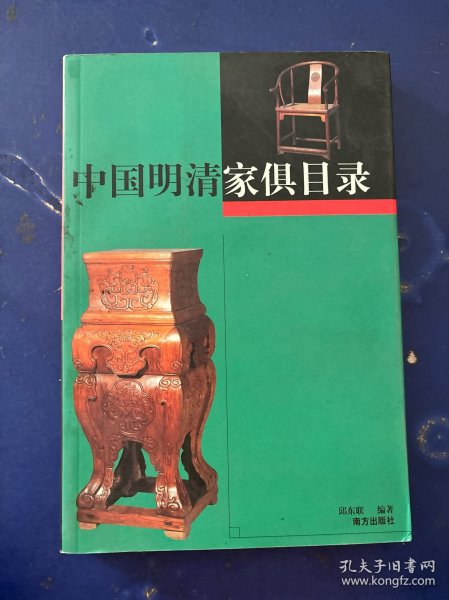 中国明清家俱目录
邱东联 编著
南方出版社
孔夫子旧书网
www.kongfz.com